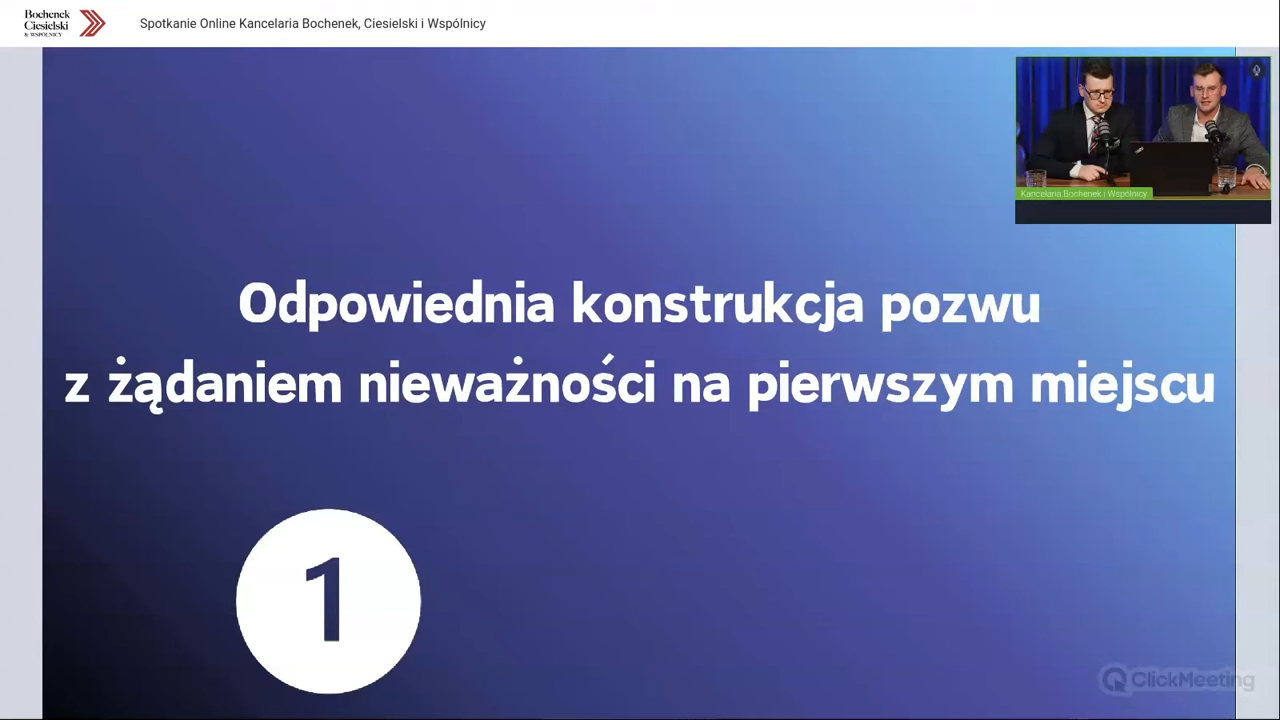 Bochenek
Ciesielski
& WSPÓLNICY
Spotkanie Online Kancelaria Bochenek, Ciesielski i Wspólnicy
Kancelaria Bochenek i Wspólnicy
Odpowiednia konstrukcja pozwu
z żądaniem nieważności na pierwszym miejscu
1
ClickMeeting